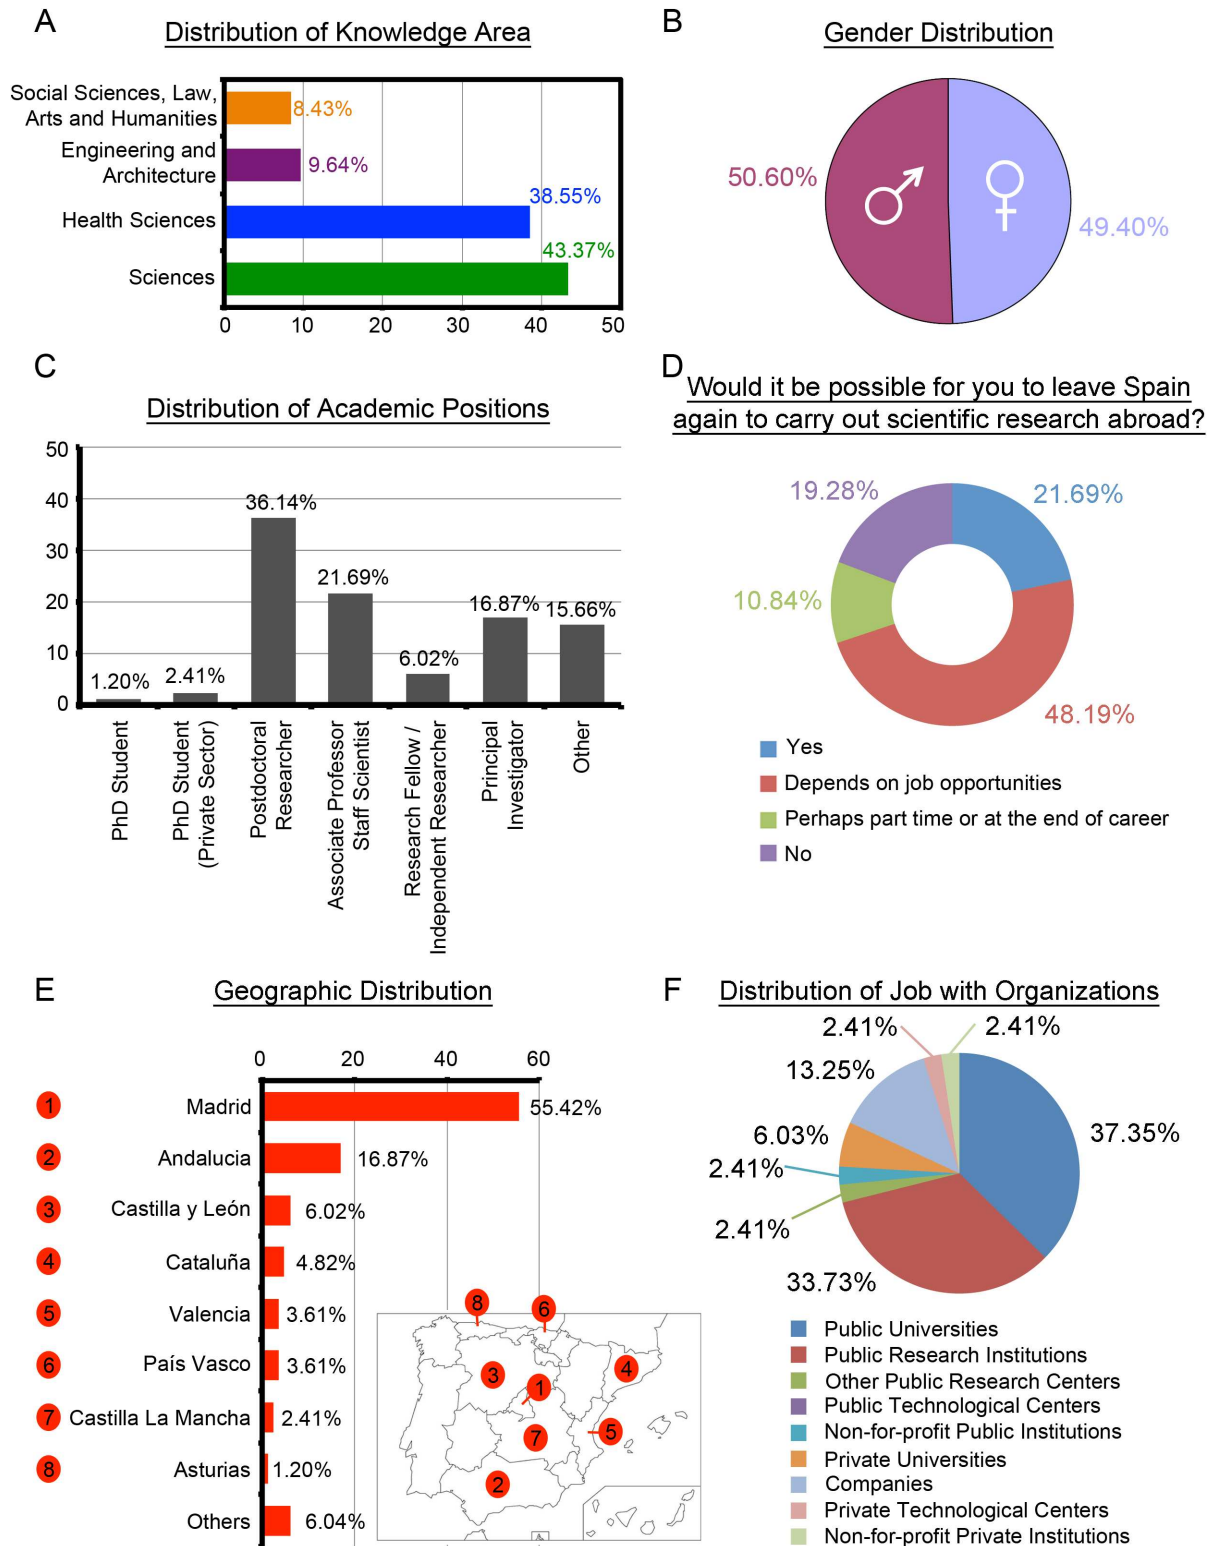 A
Distribution of Knowledge Area
Social Sciences, Law,
Arts and Humanities
8.43%
Engineering and
Architecture
9.64%
Health Sciences
38.55%
Sciences
43.37%
0 10 20 30 40 50
B
Gender Distribution
50.60%
49.40%
C
Distribution of Academic Positions
50
40
30
20
10
0
1.20%
2.41%
36.14%
21.69%
6.02%
16.87%
15.66%
PhD Student
PhD Student
(Private Sector)
Postdoctoral
Researcher
Associate Professor
Staff Scientist
Research Fellow /
Independent Researcher
Principal
Investigator
Other
D
Would it be possible for you to leave Spain
again to carry out scientific research abroad?
19.28%
21.69%
10.84%
48.19%
Yes
Depends on job opportunities
Perhaps part time or at the end of career
No
E
Geographic Distribution
0 20 40 60
1 Madrid 55.42%
2 Andalucia 16.87%
3 Castilla y León 6.02%
4 Cataluña 4.82%
5 Valencia 3.61%
6 País Vasco 3.61%
7 Castilla La Mancha 2.41%
8 Asturias 1.20%
Others 6.04%
8
6
3
1
4
7
5
2
F
Distribution of Job with Organizations
2.41%
2.41%
13.25%
6.03%
37.35%
2.41%
2.41%
33.73%
Public Universities
Public Research Institutions
Other Public Research Centers
Public Technological Centers
Non-for-profit Public Institutions
Private Universities
Companies
Private Technological Centers
Non-for-profit Private Institutions